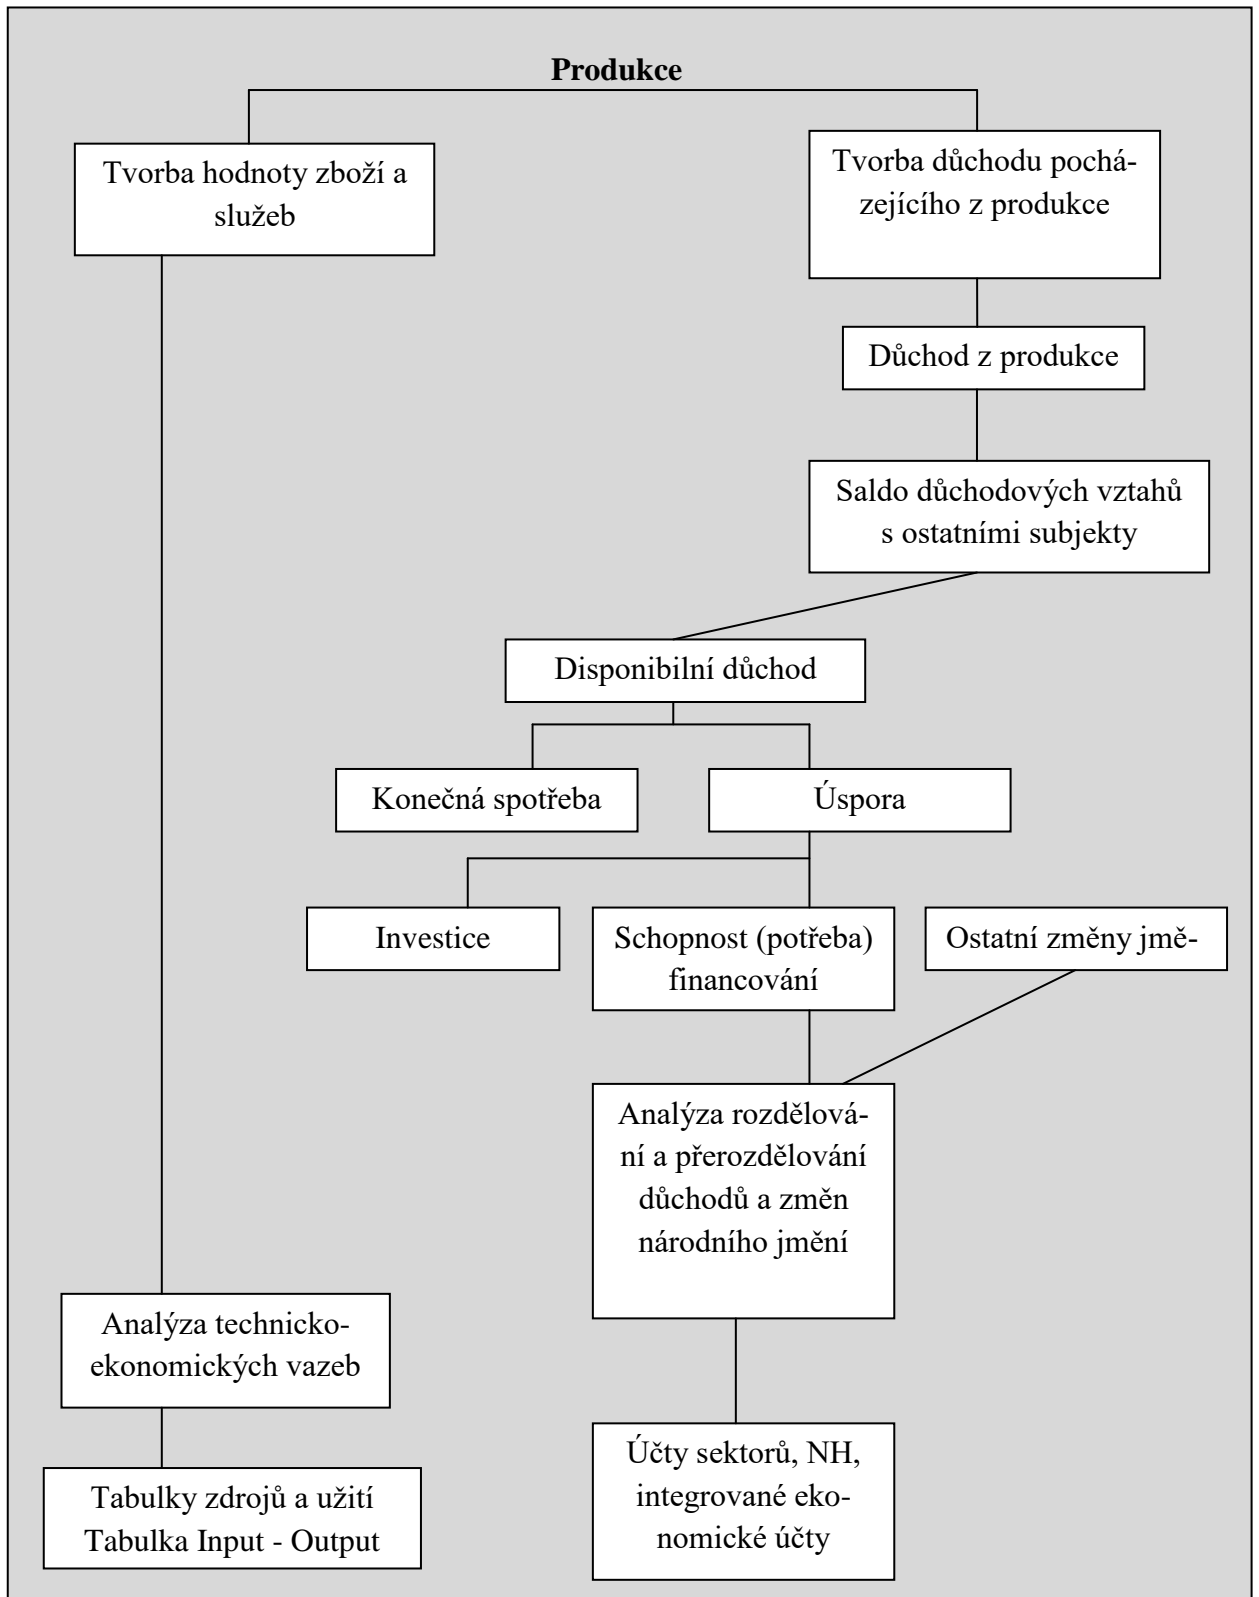 Produkce
Tvorba hodnoty zboží a
služeb
Tvorba důchodu pochá-
zejícího z produkce
Důchod z produkce
Saldo důchodových vztahů
s ostatními subjekty
Disponibilní důchod
Konečná spotřeba
Úspora
Investice
Schopnost (potřeba)
financování
Ostatní změny jmě-
Analýza rozdělová-
ní a přerozdělování
důchodů a změn
národního jmění
Analýza technicko-
ekonomických vazeb
Účty sektorů, NH,
integrované eko-
nomické účty
Tabulky zdrojů a užití
Tabulka Input - Output